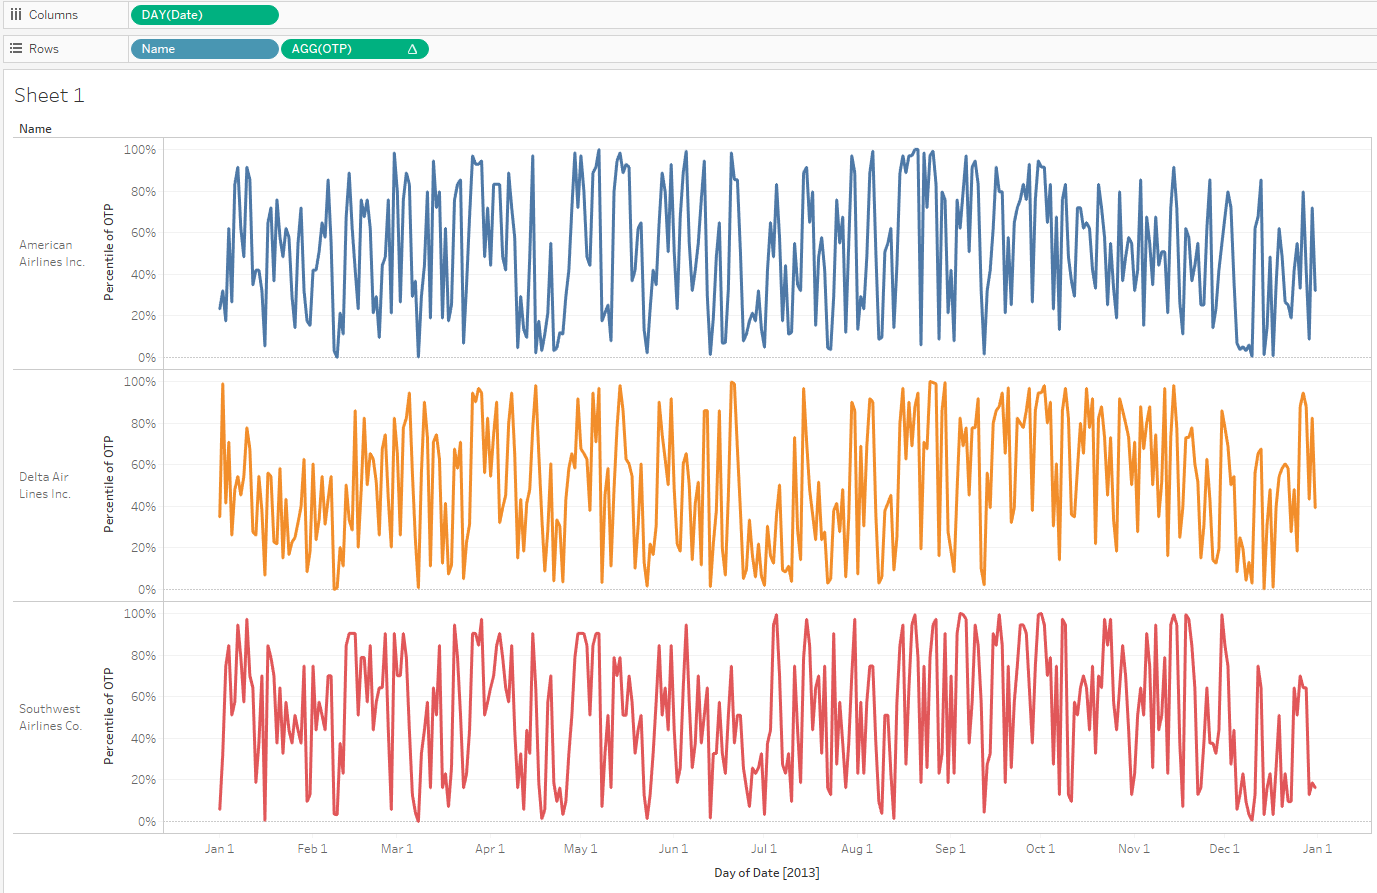 Columns DAY(Date)
Rows Name AGG(OTP) Δ
Sheet 1
Name
American
Airlines Inc.
Percentile of OTP
100%
80%
60%
40%
20%
0%
Delta Air
Lines Inc.
Percentile of OTP
100%
80%
60%
40%
20%
0%
Southwest
Airlines Co.
Percentile of OTP
100%
80%
60%
40%
20%
0%
Jan 1 Feb 1 Mar 1 Apr 1 May 1 Jun 1 Jul 1 Aug 1 Sep 1 Oct 1 Nov 1 Dec 1 Jan 1
Day of Date [2013]